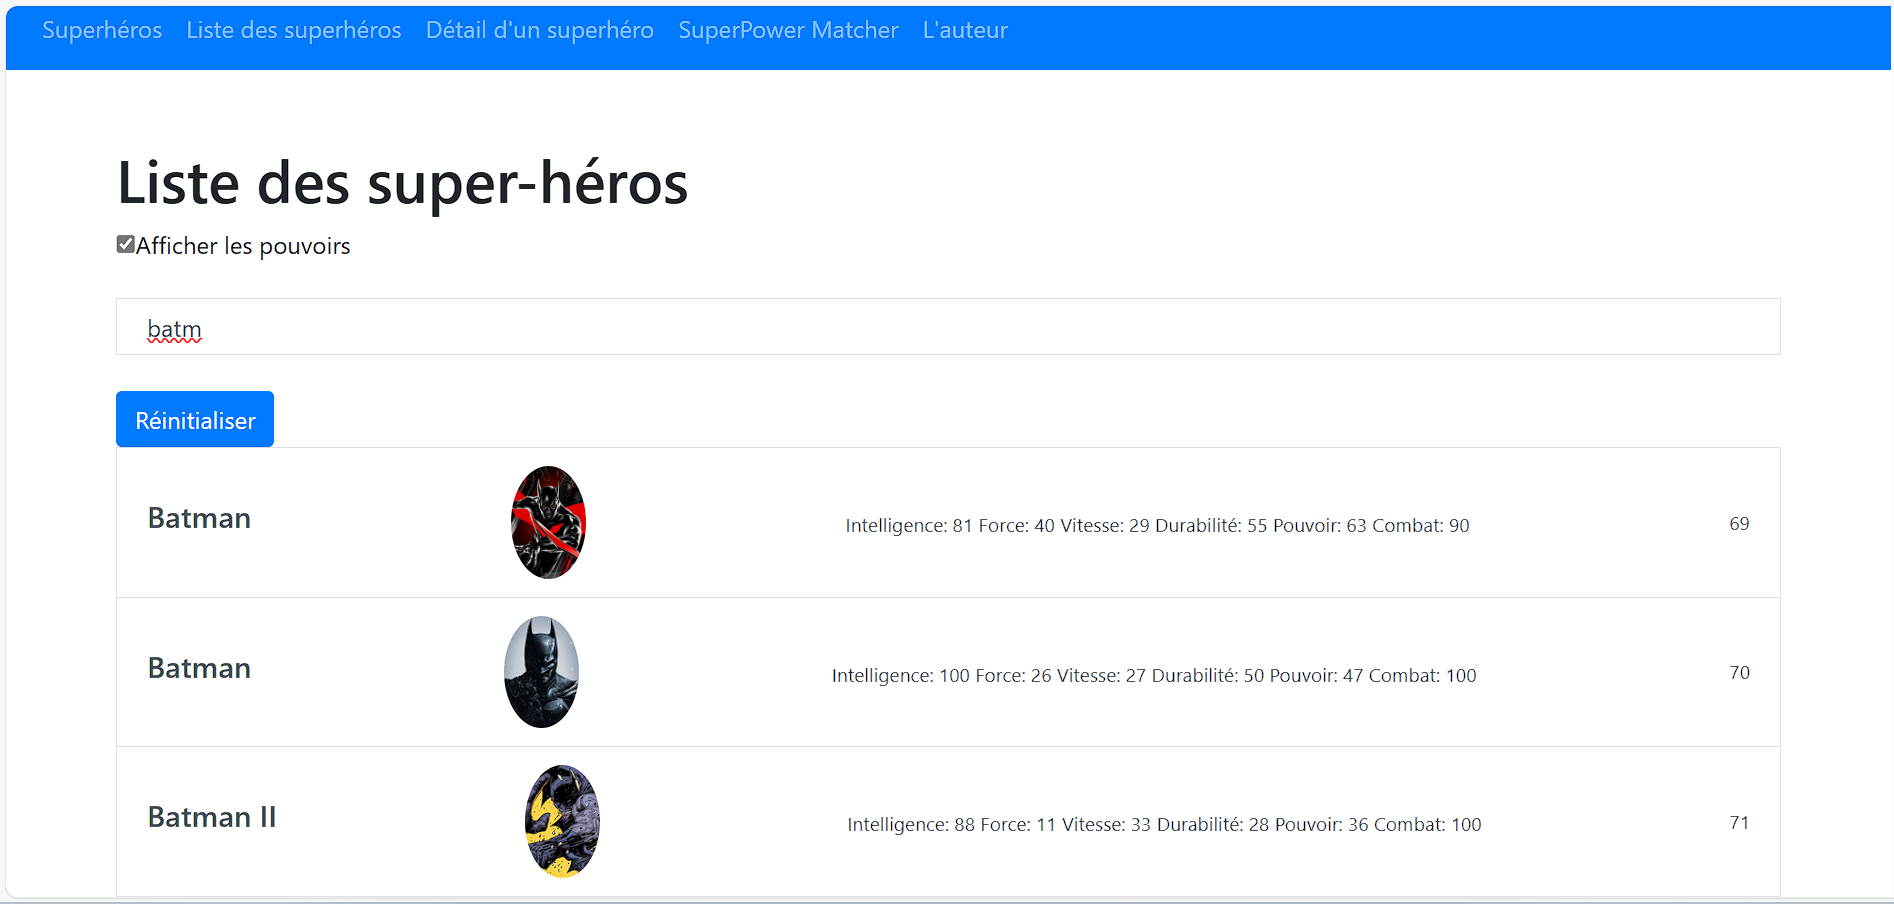 Superhéros Liste des superhéros Détail d'un superhéro SuperPower Matcher L'auteur
Liste des super-héros
Afficher les pouvoirs
batm
Réinitialiser
Batman Intelligence: 81 Force: 40 Vitesse: 29 Durabilité: 55 Pouvoir: 63 Combat: 90 69
Batman Intelligence: 100 Force: 26 Vitesse: 27 Durabilité: 50 Pouvoir: 47 Combat: 100 70
Batman II Intelligence: 88 Force: 11 Vitesse: 33 Durabilité: 28 Pouvoir: 36 Combat: 100 71